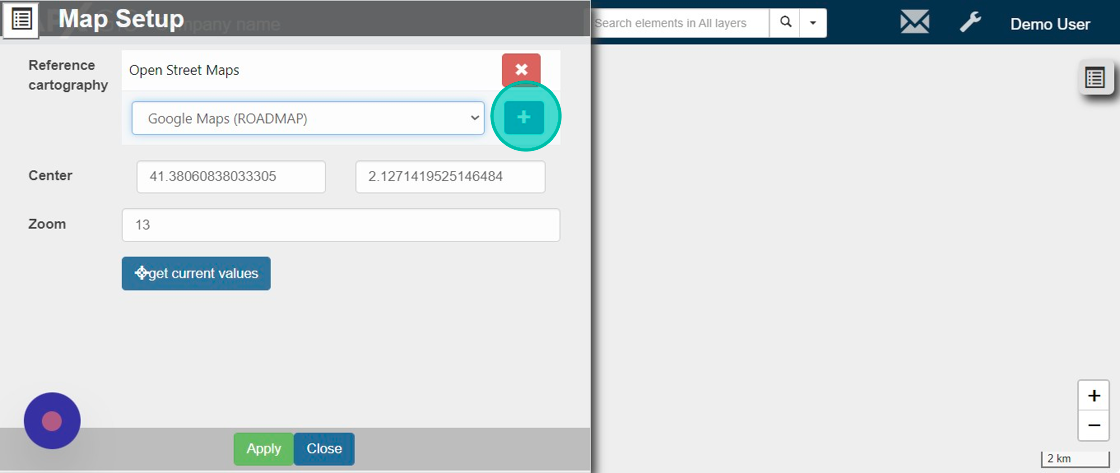 Map Setup
company name
Search elements in All layers
Demo User
Reference
cartography
Open Street Maps
Google Maps (ROADMAP)
Center
41.38060838033305
2.1271419525146484
Zoom
13
get current values
Apply
Close
+
−
2 km